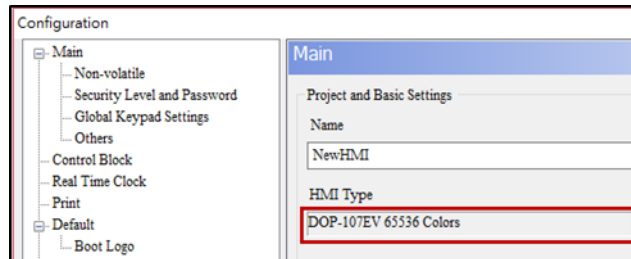 Configuration
Main
Non-volatile
Security Level and Password
Global Keypad Settings
Others
Control Block
Real Time Clock
Print
Default
Boot Logo
Main
Project and Basic Settings
Name
NewHMI
HMI Type
DOP-107EV 65536 Colors